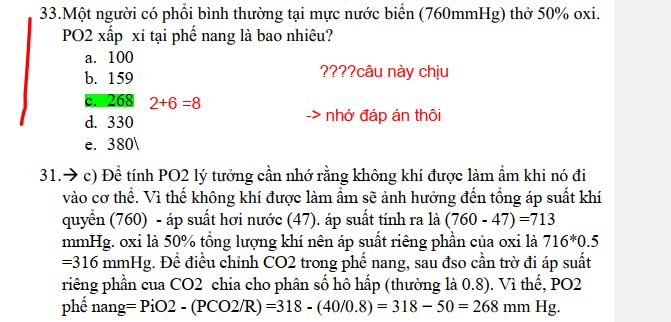 33.Một người có phổi bình thường tại mực nước biển (760mmHg) thở 50% oxi.
PO2 xấp xỉ tại phế nang là bao nhiêu?
a. 100
b. 159
????câu này chịu
c. 268 2+6 =8
-> nhớ đáp án thôi
d. 330
e. 380\
31.→ c) Để tính PO2 lý tưởng cần nhớ rằng không khí được làm ẩm khi nó đi
vào cơ thể. Vì thế không khí được làm ẩm sẽ ảnh hưởng đến tổng áp suất khí
quyển (760) - áp suất hơi nước (47). áp suất tính ra là (760 - 47) =713
mmHg. oxi là 50% tổng lượng khí nên áp suất riêng phần của oxi là 716*0.5
=316 mmHg. Để điều chỉnh CO2 trong phế nang, sau đso cần trờ đi áp suất
riêng phần cua CO2 chia cho phân số hô hấp (thường là 0.8). Vì thế, PO2
phế nang= PiO2 - (PCO2/R) =318 - (40/0.8) = 318 – 50 = 268 mm Hg.